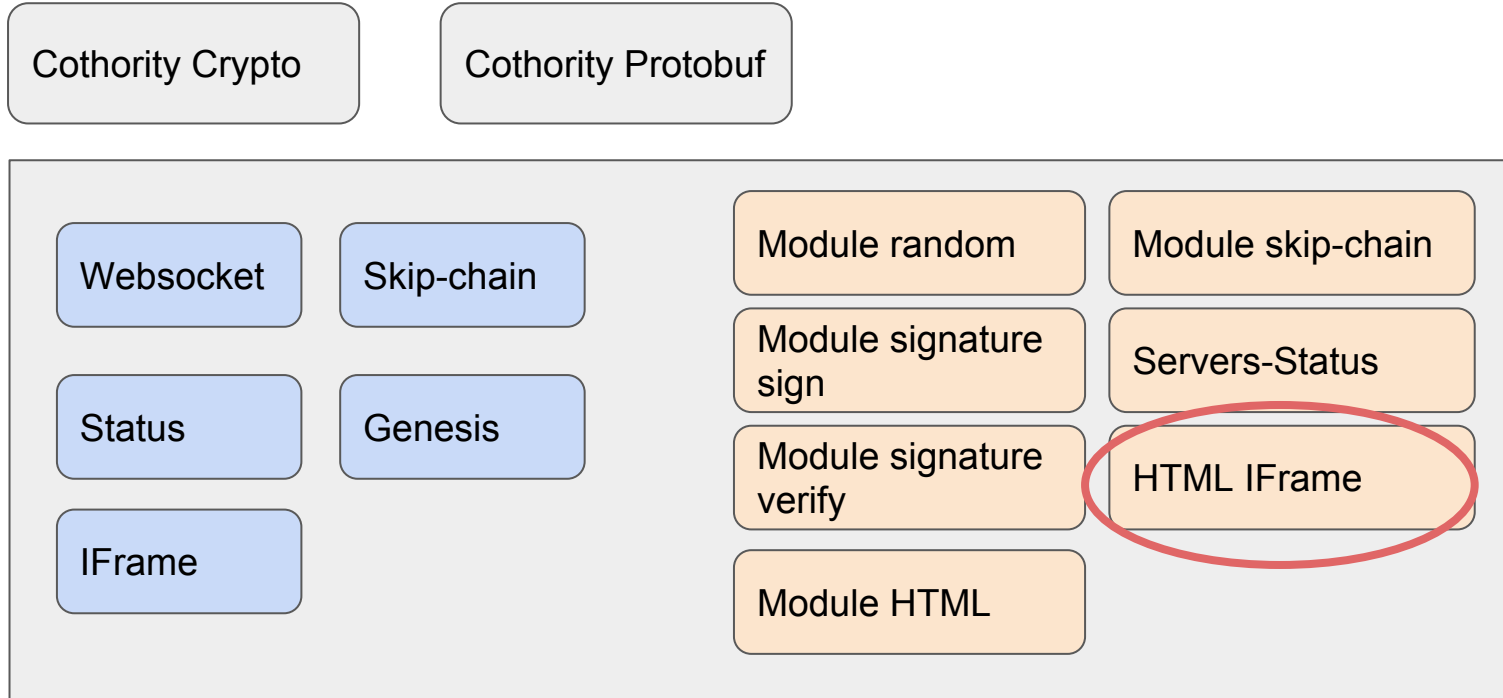 Cothority Crypto
Cothority Protobuf
Websocket
Skip-chain
Status
Genesis
IFrame
Module random
Module skip-chain
Module signature
sign
Servers-Status
Module signature
verify
HTML IFrame
Module HTML